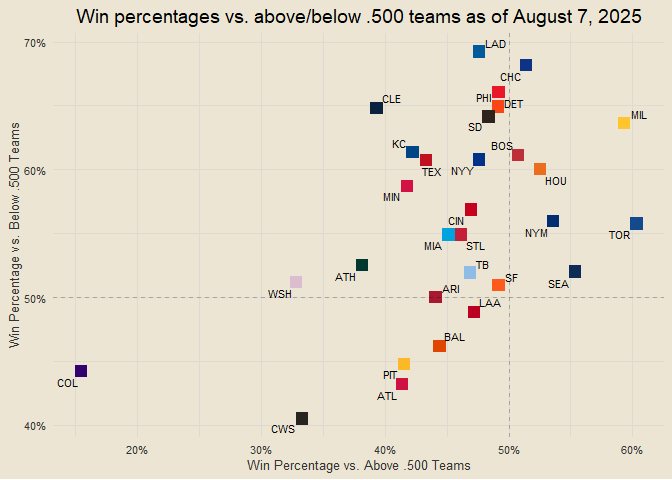 Win percentages vs. above/below .500 teams as of August 7, 2025
70%
LAD
CHC
CLE
PHI
DET
MIL
SD
KC
BOS
60%
TEX
NYY
HOU
MIN
CIN
NYM
TOR
MIA
STL
ATH
TB
SF
SEA
WSH
ARI
50%
LAA
BAL
PIT
COL
ATL
CWS
40%
20%
30%
40%
50%
60%
Win Percentage vs. Above .500 Teams
Win Percentage vs. Below .500 Teams